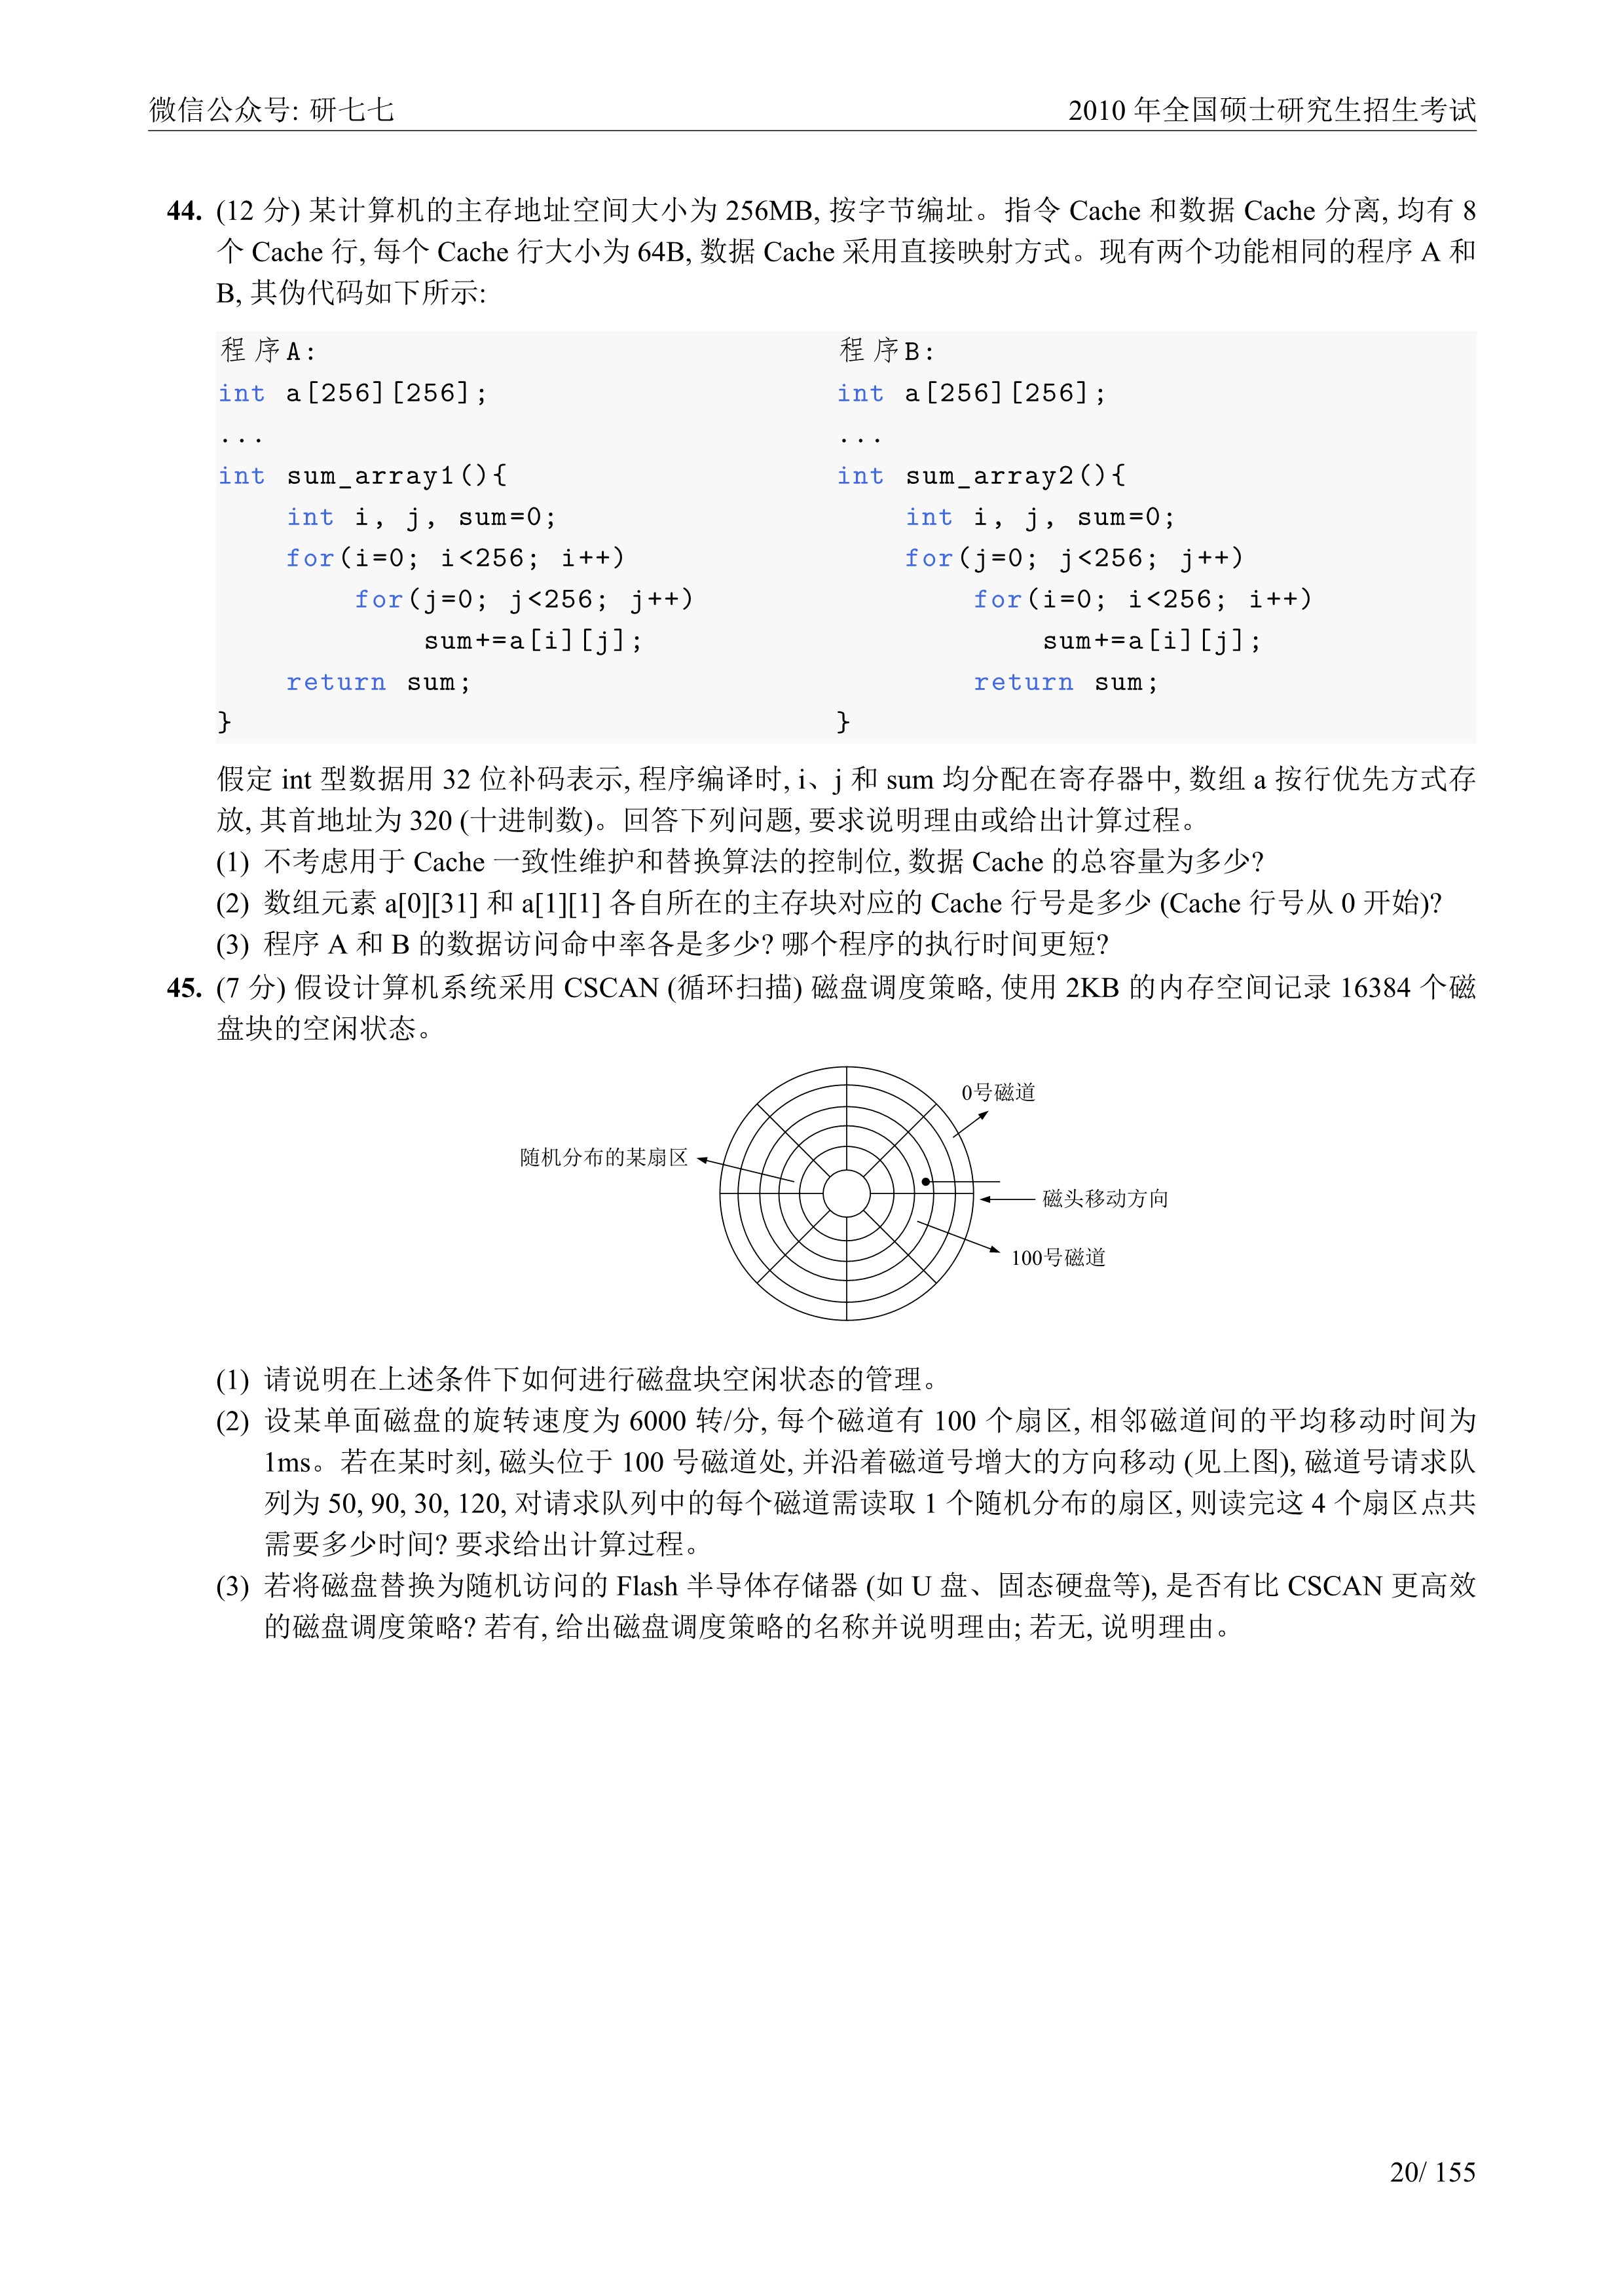 微信公众号: 研七七
2010 年全国硕士研究生招生考试
44. (12 分) 某计算机的主存地址空间大小为 256MB, 按字节编址。指令 Cache 和数据 Cache 分离, 均有 8
个 Cache 行, 每个 Cache 行大小为 64B, 数据 Cache 采用直接映射方式。现有两个功能相同的程序 A 和
B, 其伪代码如下所示:
程序A:
int a[256][256];
...
int sum_array1(){
    int i, j, sum=0;
    for(i=0; i<256; i++)
        for(j=0; j<256; j++)
            sum+=a[i][j];
    return sum;
}
程序B:
int a[256][256];
...
int sum_array2(){
    int i, j, sum=0;
    for(j=0; j<256; j++)
        for(i=0; i<256; i++)
            sum+=a[i][j];
        return sum;
}
假定 int 型数据用 32 位补码表示, 程序编译时, i、j 和 sum 均分配在寄存器中, 数组 a 按行优先方式存
放, 其首地址为 320 (十进制数)。回答下列问题, 要求说明理由或给出计算过程。
(1) 不考虑用于 Cache 一致性维护和替换算法的控制位, 数据 Cache 的总容量为多少?
(2) 数组元素 a[0][31] 和 a[1][1] 各自所在的主存块对应的 Cache 行号是多少 (Cache 行号从 0 开始)?
(3) 程序 A 和 B 的数据访问命中率各是多少? 哪个程序的执行时间更短?
45. (7 分) 假设计算机系统采用 CSCAN (循环扫描) 磁盘调度策略, 使用 2KB 的内存空间记录 16384 个磁
盘块的空闲状态。
0号磁道
随机分布的某扇区
磁头移动方向
100号磁道
(1) 请说明在上述条件下如何进行磁盘块空闲状态的管理。
(2) 设某单面磁盘的旋转速度为 6000 转/分, 每个磁道有 100 个扇区, 相邻磁道间的平均移动时间为
1ms。若在某时刻, 磁头位于 100 号磁道处, 并沿着磁道号增大的方向移动 (见上图), 磁道号请求队
列为 50, 90, 30, 120, 对请求队列中的每个磁道需读取 1 个随机分布的扇区, 则读完这 4 个扇区点共
需要多少时间? 要求给出计算过程。
(3) 若将磁盘替换为随机访问的 Flash 半导体存储器 (如 U 盘、固态硬盘等), 是否有比 CSCAN 更高效
的磁盘调度策略? 若有, 给出磁盘调度策略的名称并说明理由; 若无, 说明理由。
20/ 155